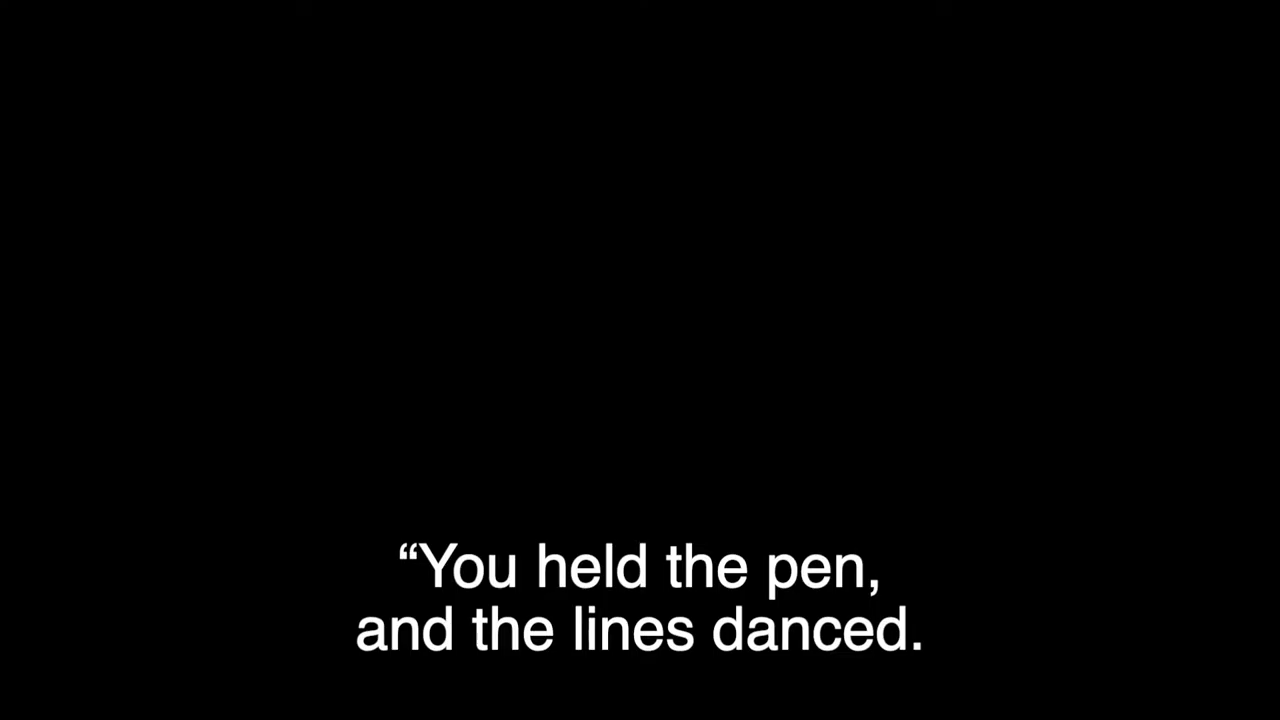 “You held the pen,
and the lines danced.